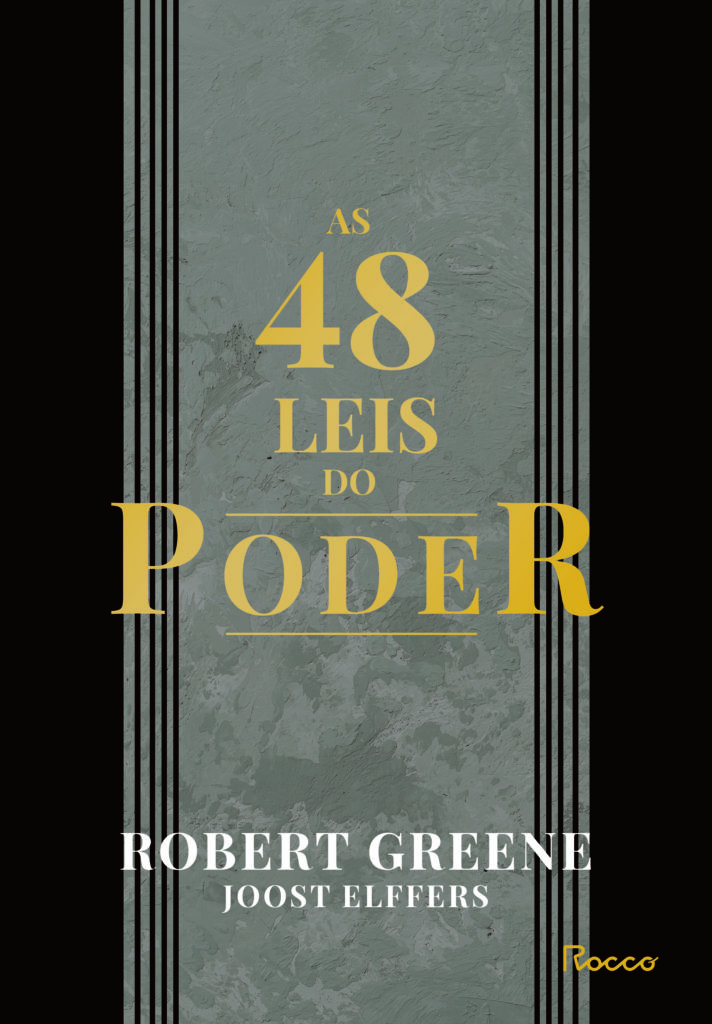 AS
48
LEIS
DO
PODER
ROBERT GREENE
JOOST ELFFERS
Rocco